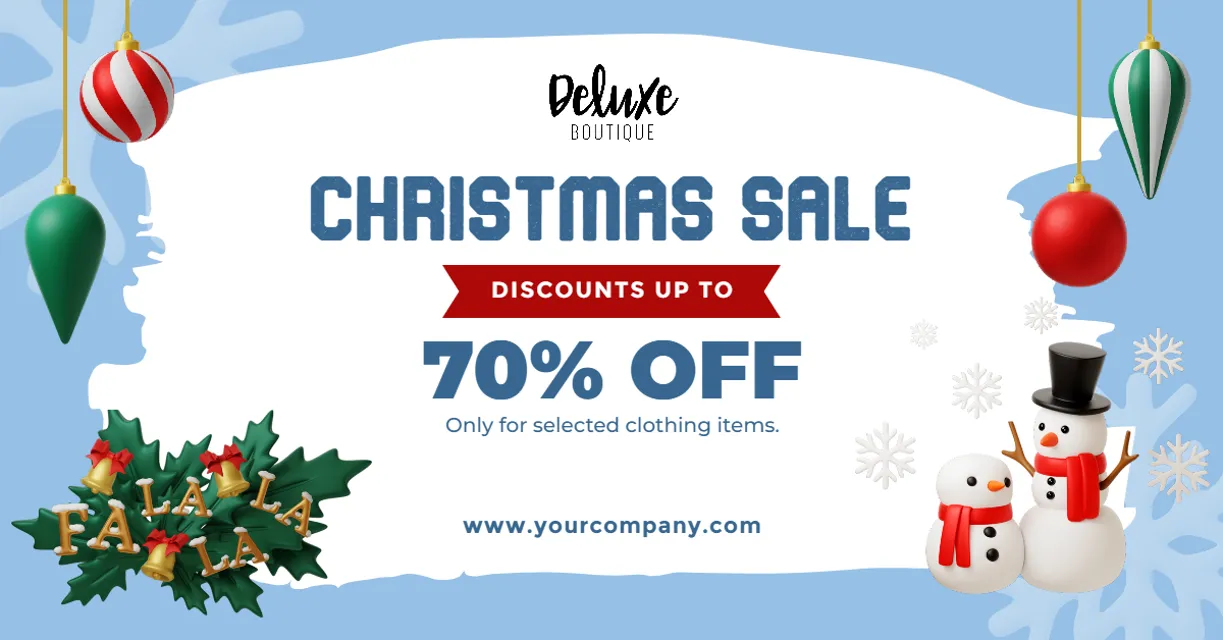 Deluxe
BOUTIQUE
CHRISTMAS SALE
DISCOUNTS UP TO
70% OFF
Only for selected clothing items.
FA LA LA
LA LA
www.yourcompany.com